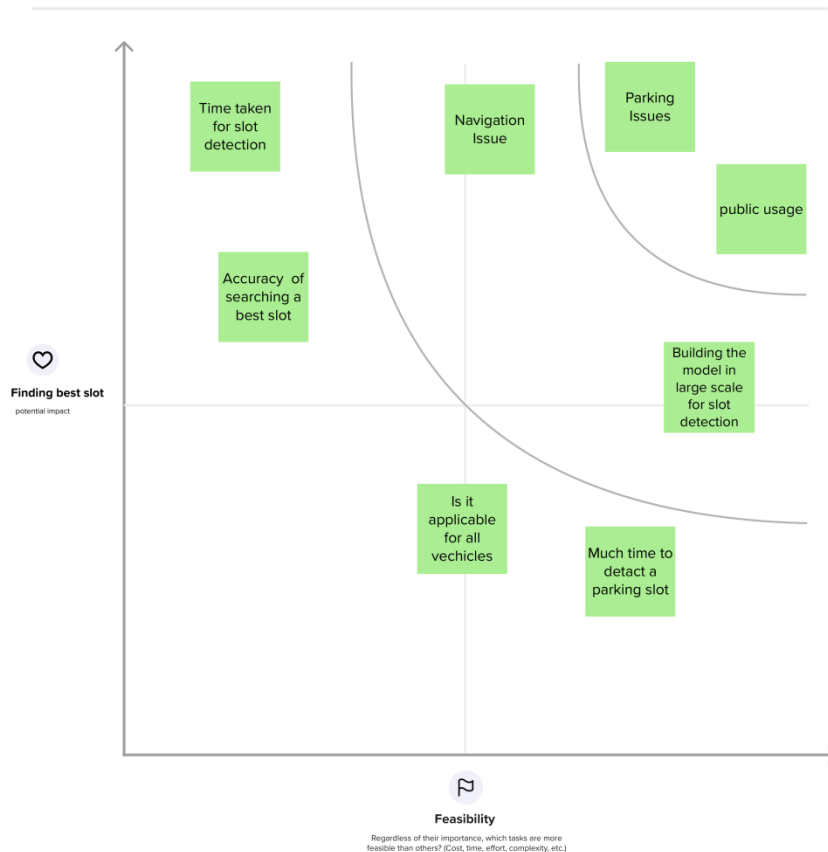 Time taken
for slot
detection
Navigation
Issue
Parking
Issues
public usage
Accuracy of
searching a
best slot
Building the
model in
large scale
for slot
detection
Finding best slot
potential impact
Is it
applicable
for all
vechicles
Much time to
detact a
parking slot
Feasibility
Regardless of their importance, which tasks are more
feasible than others? (Cost, time, effort, complexity, etc.)